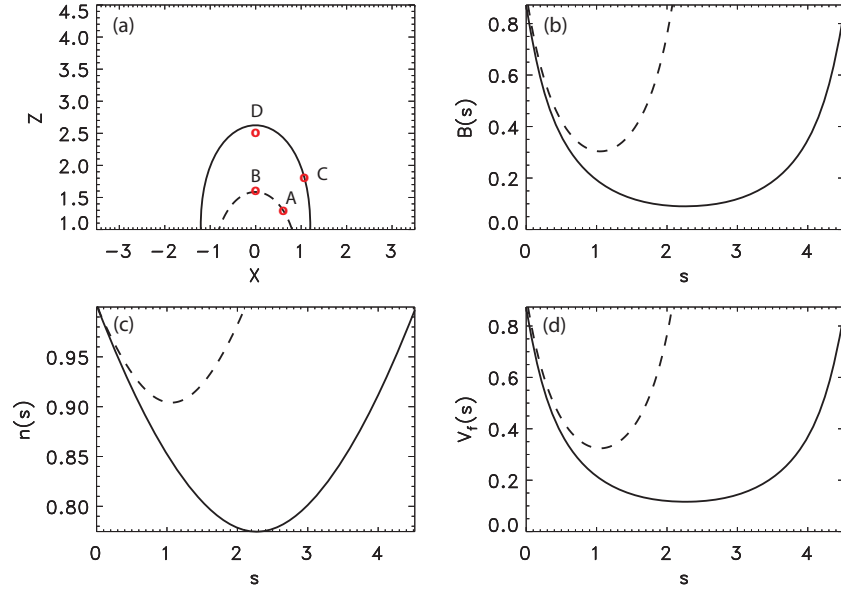 (a)
4.5
4.0
3.5
3.0
2.5
2.0
1.5
1.0
Z
D
B
A
C
−3 −2 −1 0 1 2 3
X
(b)
0.8
0.6
0.4
0.2
0.0
B(s)
0 1 2 3 4
s
(c)
0.95
0.90
0.85
0.80
n(s)
0 1 2 3 4
s
(d)
0.8
0.6
0.4
0.2
0.0
V_f(s)
0 1 2 3 4
s